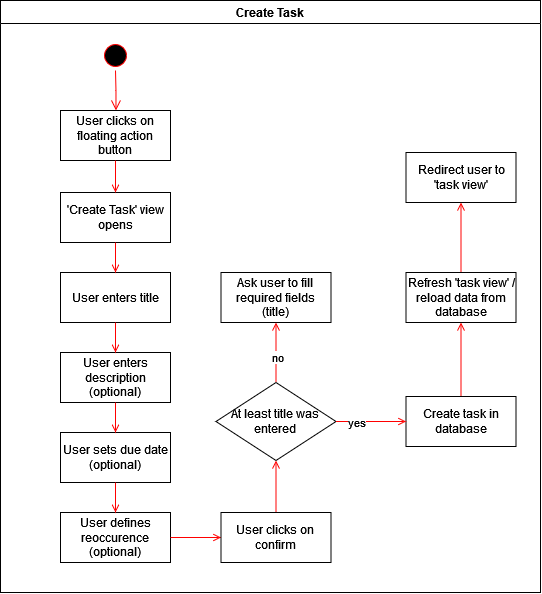 Create Task
User clicks on
floating action
button
'Create Task' view
opens
User enters title
User enters
description
(optional)
User sets due date
(optional)
User defines
reoccurence
(optional)
User clicks on
confirm
At least title was
entered
no
Ask user to fill
required fields
(title)
yes
Create task in
database
Refresh 'task view' /
reload data from
database
Redirect user to
'task view'